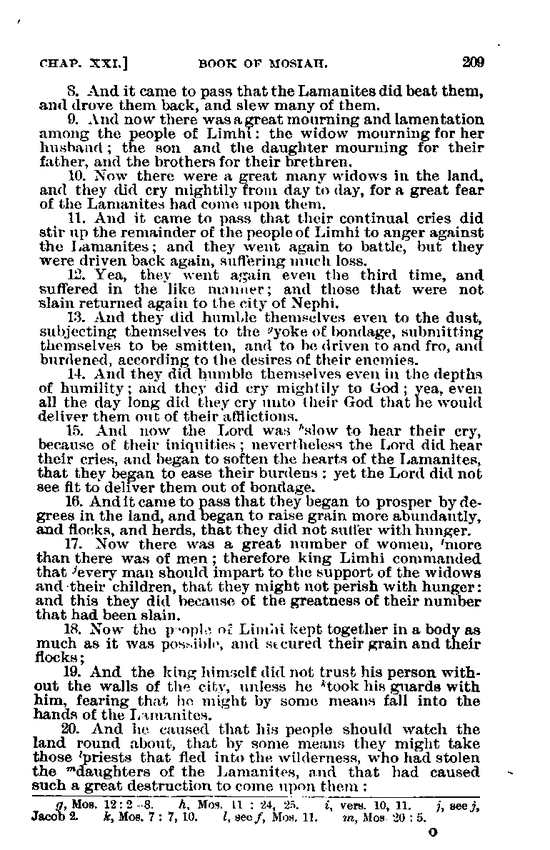 CHAP. XXI.] BOOK OF MOSIAH. 209
8. And it came to pass that the Lamanites did beat them,
and drove them back, and slew many of them.
9. And now there was a great mourning and lamentation
among the people of Limhi: the widow mourning for her
husband; the son and the daughter mourning for their
father, and the brothers for their brethren.
10. Now there were a great many widows in the land,
and they did cry mightily from day to day, for a great fear
of the Lamanites had come upon them.
11. And it came to pass that their continual cries did
stir up the remainder of the people of Limhi to anger against
the Lamanites; and they went again to battle, but they
were driven back again, suffering much loss.
12. Yea, they went again even the third time, and
suffered in the like manner; and those that were not
slain returned again to the city of Nephi.
13. And they did humble themselves even to the dust,
subjecting themselves to the gyoke of bondage, submitting
themselves to be smitten, and to be driven to and fro, and
burdened, according to the desires of their enemies.
14. And they did humble themselves even in the depths
of humility; and they did cry mightily to God; yea, even
all the day long did they cry unto their God that he would
deliver them out of their afflictions.
15. And now the Lord was hslow to hear their cry,
because of their iniquities; nevertheless the Lord did hear
their cries, and began to soften the hearts of the Lamanites,
that they began to ease their burdens; yet the Lord did not
see fit to deliver them out of bondage.
16. And it came to pass that they began to prosper by de-
grees in the land, and began to raise grain more abundantly,
and flocks, and herds, that they did not suffer with hunger.
17. Now there was a great number of women, imore
than there was of men; therefore king Limhi commanded
that jevery man should impart to the support of the widows
and their children, that they might not perish with hunger:
and this they did because of the greatness of their number
that had been slain.
18. Now the people of Limhi kept together in a body as
much as it was possible, and secured their grain and their
flocks;
19. And the king himself did not trust his person with-
out the walls of the city, unless he ktook his guards with
him, fearing that he might by some means fall into the
hands of the Lamanites.
20. And he caused that his people should watch the
land round about, that by some means they might take
those lpriests that fled into the wilderness, who had stolen
the mdaughters of the Lamanites, and that had caused
such a great destruction to come upon them:
g, Mos. 12:2—8. h, Mos. 11:24, 25. i, vers. 10, 11. j, see j,
Jacob 2. k, Mos. 7:7, 10. l, see f, Mos. 11. m, Mos. 20:5.
O